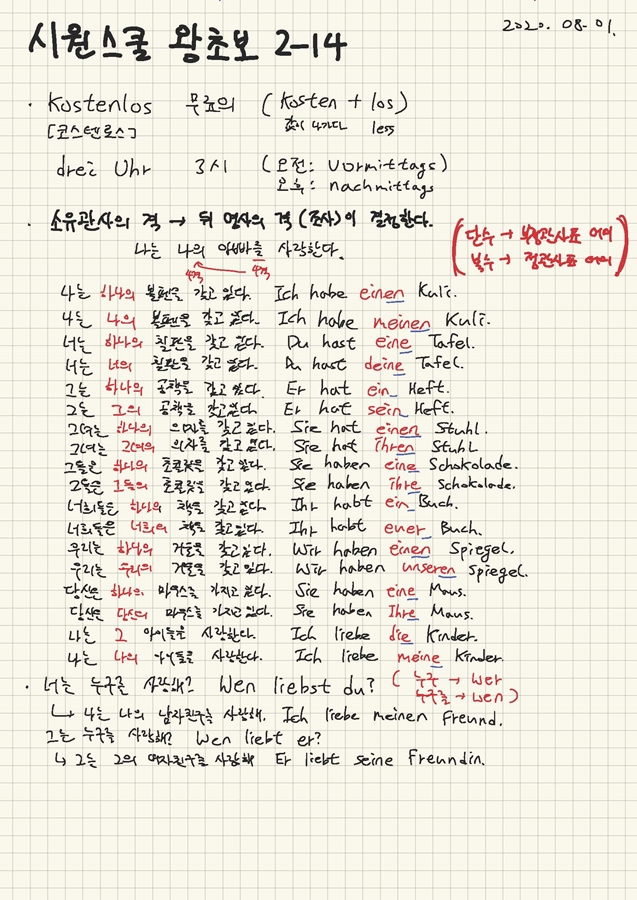 시원스쿨 왕초보 2-14
2020. 08. 01.
· kostenlos 무료의 (kosten + los)
[코스텐로스] 값이 나가다 less
drei Uhr 3시 (오전: vormittags)
오후: nachmittags
· 소유관사의 격 → 뒤 명사의 격 (조사)이 결정한다.
나는 나의 아빠를 사랑한다.
4격 ← 4격
(단수 → 부정관사표 어미
복수 → 정관사표 어미)
나는 하나의 볼펜을 갖고 있다. Ich habe einen Kuli.
나는 나의 볼펜을 갖고 있다. Ich habe meinen Kuli.
너는 하나의 칠판을 갖고 있다. Du hast eine Tafel.
너는 너의 칠판을 갖고 있다. Du hast deine Tafel.
그는 하나의 공책을 갖고 있다. Er hat ein Heft.
그는 그의 공책을 갖고있다. Er hat sein Heft.
그녀는 하나의 의자를 갖고 있다. Sie hat einen Stuhl.
그녀는 그녀의 의자를 갖고 있다. Sie hat ihren Stuhl
그들은 하나의 초콜릿을 갖고 있다. Sie haben eine Schokolade.
그들은 그들의 초콜릿을 갖고있다. Sie haben ihre Schokolade.
너희들은 하나의 책을 갖고 있다. Ihr habt ein Buch.
너희들은 너희의 책을 갖고있다. Ihr habt euer Buch.
우리는 하나의 거울을 갖고있다. Wir haben einen Spiegel.
우리는 우리의 거울을 갖고있다. Wir haben unseren Spiegel.
당신은 하나의 마우스를 가지고 있다. Sie haben eine Maus.
당신은 당신의 마우스를 가지고 있다. Sie haben Ihre Maus.
나는 그 아이들을 사랑한다. Ich liebe die Kinder.
나는 나의 아이들을 사랑한다. Ich liebe meine Kinder.
· 너는 누구를 사랑해? Wen liebst du? (누구 → wer
누구를 → wen)
↳ 나는 나의 남자친구를 사랑해. Ich liebe meinen Freund.
그는 누구를 사랑해? Wen liebt er?
↳ 그는 그의 여자친구를 사랑해 Er liebt seine Freundin.